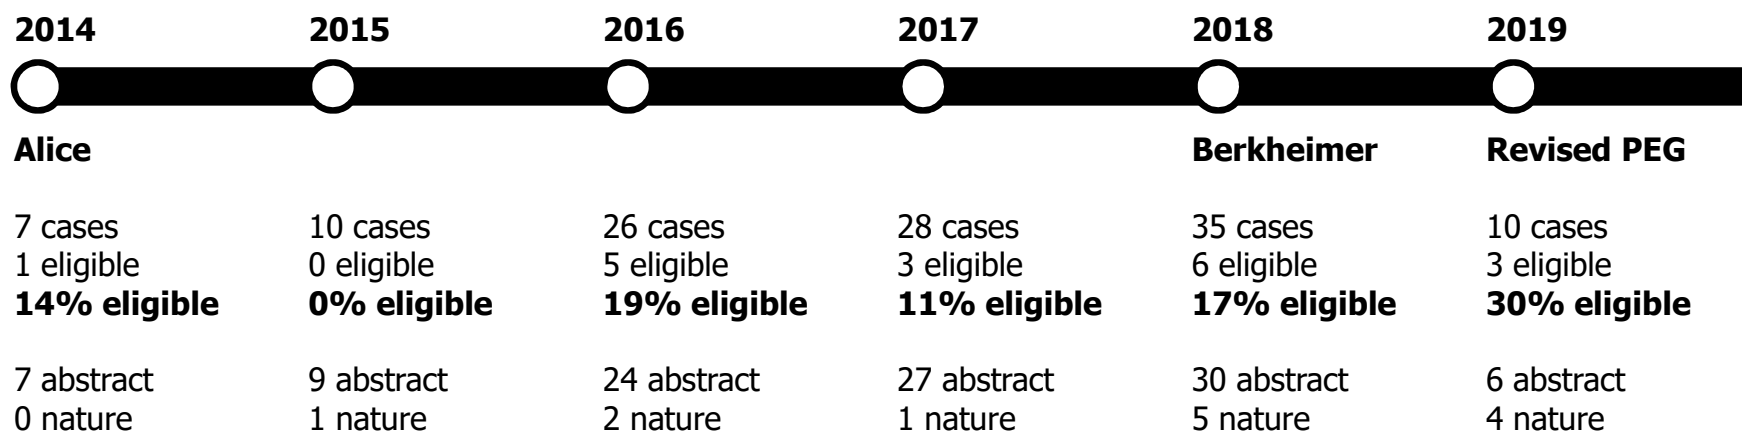 2014 2015 2016 2017 2018 2019
Alice Berkheimer Revised PEG
7 cases 10 cases 26 cases 28 cases 35 cases 10 cases
1 eligible 0 eligible 5 eligible 3 eligible 6 eligible 3 eligible
14% eligible 0% eligible 19% eligible 11% eligible 17% eligible 30% eligible
7 abstract 9 abstract 24 abstract 27 abstract 30 abstract 6 abstract
0 nature 1 nature 2 nature 1 nature 5 nature 4 nature